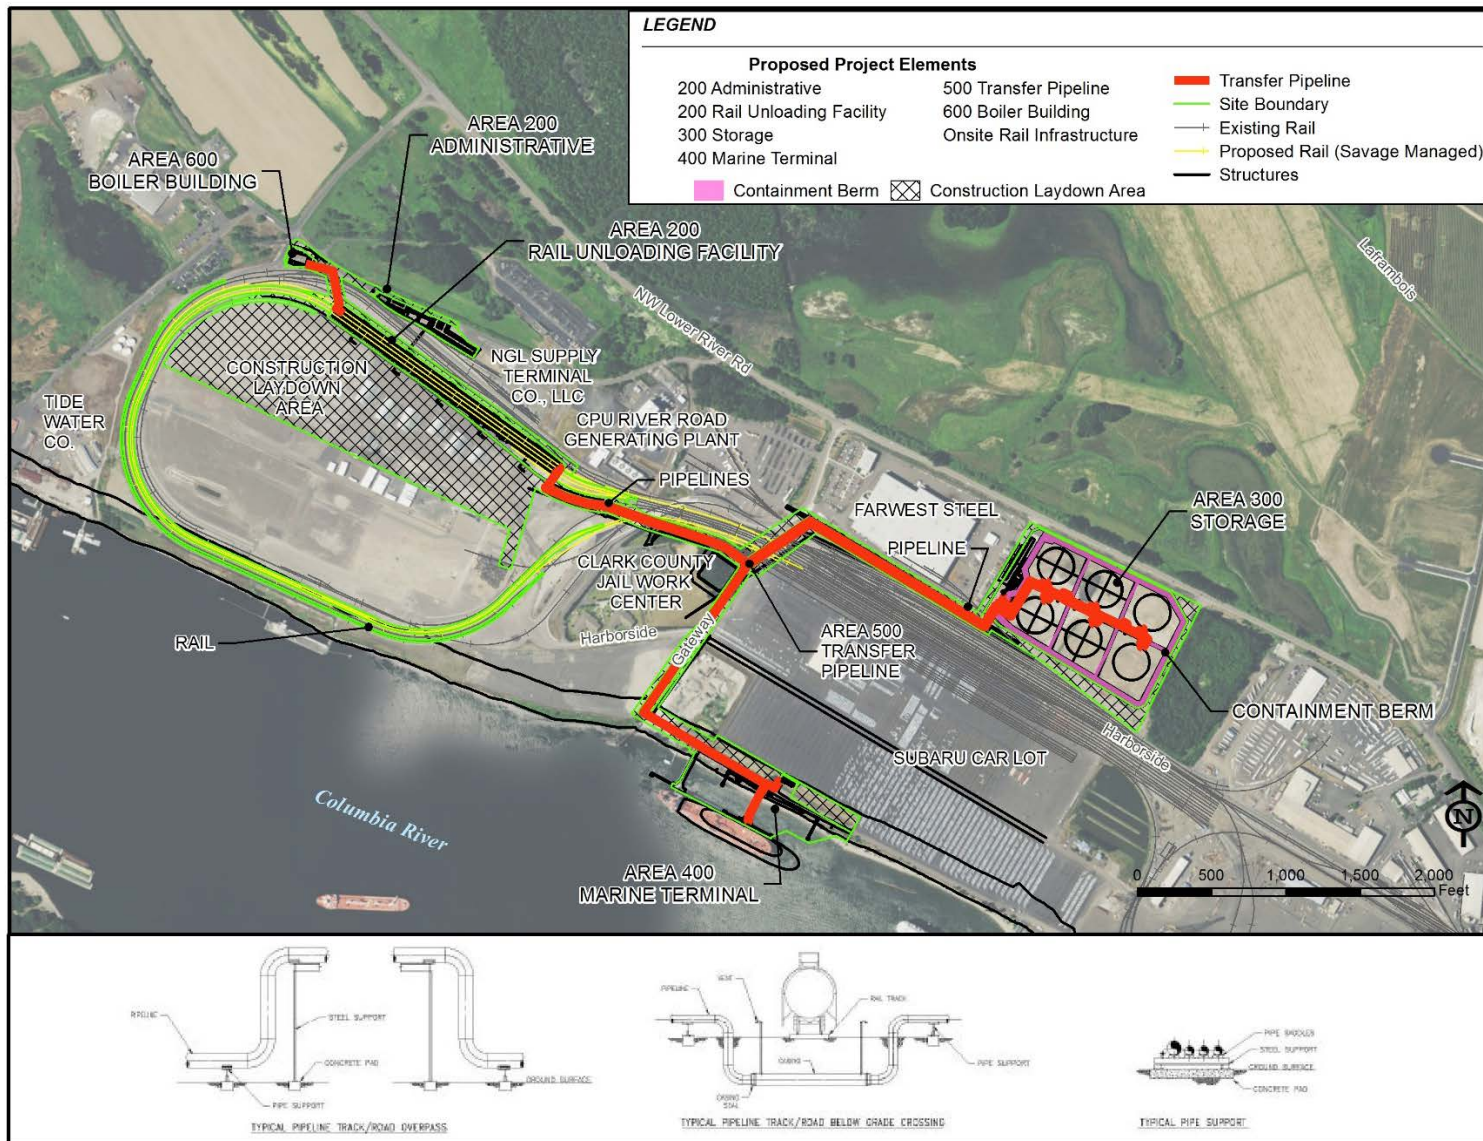 LEGEND
Proposed Project Elements
200 Administrative
200 Rail Unloading Facility
300 Storage
400 Marine Terminal
500 Transfer Pipeline
600 Boiler Building
Onsite Rail Infrastructure
Transfer Pipeline
Site Boundary
Existing Rail
Proposed Rail (Savage Managed)
Structures
Containment Berm
Construction Laydown Area
AREA 200
ADMINISTRATIVE
AREA 600
BOILER BUILDING
AREA 200
RAIL UNLOADING FACILITY
Laframbois
NW Lower River Rd
NGL SUPPLY
TERMINAL
CO., LLC
CONSTRUCTION
LAYDOWN
AREA
TIDE
WATER
CO.
CPU RIVER ROAD
GENERATING PLANT
PIPELINES
FARWEST STEEL
AREA 300
STORAGE
PIPELINE
CLARK COUNTY
JAIL WORK
CENTER
Harborside
RAIL
Gateway
AREA 500
TRANSFER
PIPELINE
CONTAINMENT BERM
Harborside
SUBARU CAR LOT
Columbia River
AREA 400
MARINE TERMINAL
N
0 500 1,000 1,500 2,000
Feet
PIPELINE
STEEL SUPPORT
CONCRETE PAD
PIPE SUPPORT
GROUND SURFACE
TYPICAL PIPELINE TRACK/ROAD OVERPASS
VENT
PIPELINE
RAIL TRACK
CASING
PIPE SUPPORT
CASING
SEAL
TYPICAL PIPELINE TRACK/ROAD BELOW GRADE CROSSING
PIPE SADDLES
STEEL SUPPORT
GROUND SURFACE
CONCRETE PAD
TYPICAL PIPE SUPPORT